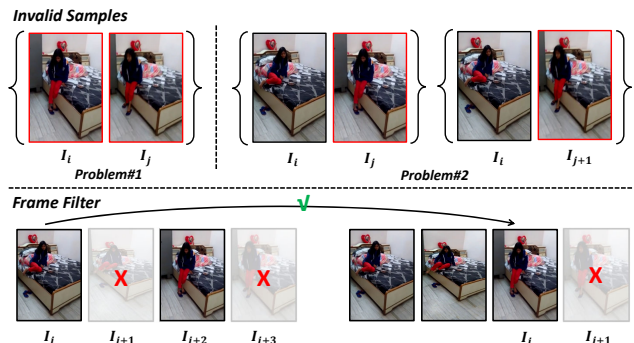 Invalid Samples
I_i I_j I_i I_j I_i I_{j+1}
Problem#1 Problem#2
Frame Filter
√
X X X
I_i I_{i+1} I_{i+2} I_{i+3} I_j I_{j+1}